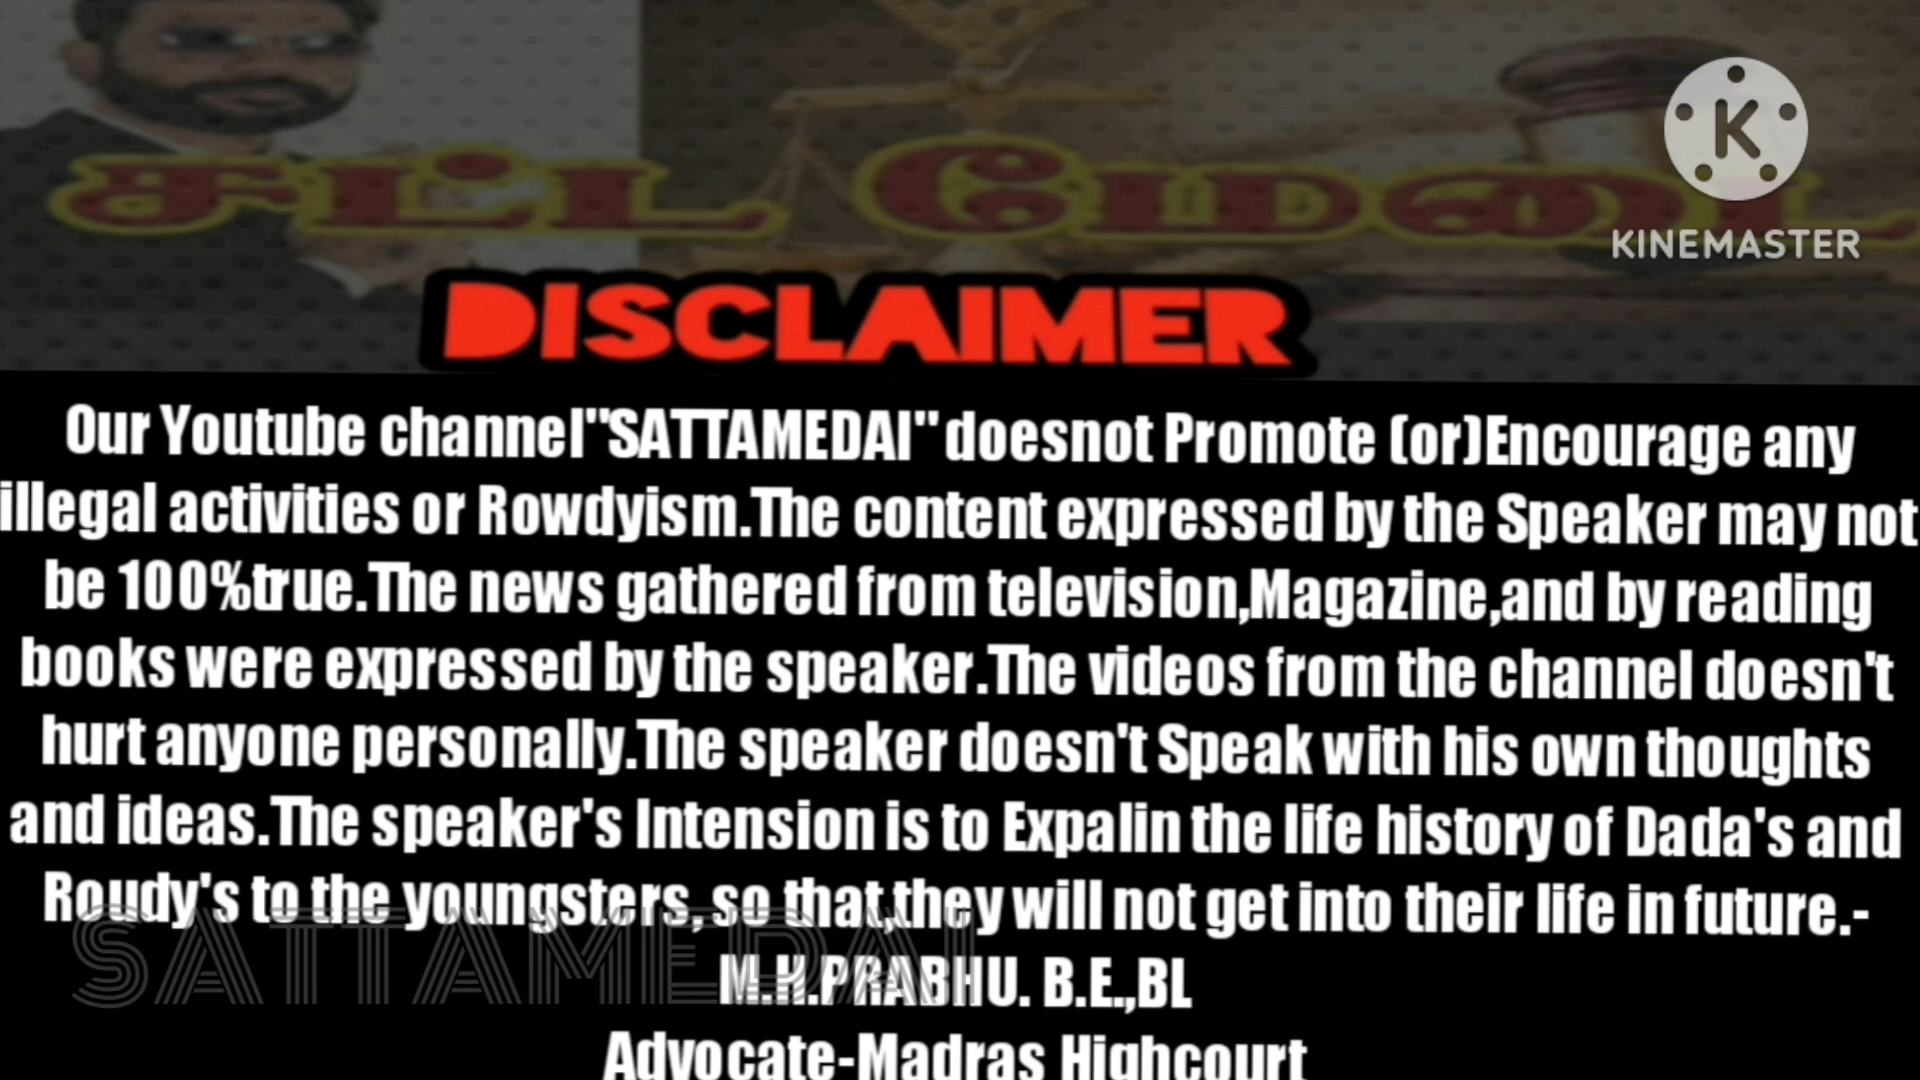 சட்ட மேடை
KINEMASTER
DISCLAIMER
Our Youtube channel"SATTAMEDAI" doesnot Promote (or)Encourage any
illegal activities or Rowdyism.The content expressed by the Speaker may not
be 100%true.The news gathered from television,Magazine,and by reading
books were expressed by the speaker.The videos from the channel doesn't
hurt anyone personally.The speaker doesn't Speak with his own thoughts
and ideas.The speaker's Intension is to Expalin the life history of Dada's and
Roudy's to the youngsters, so that,they will not get into their life in future.-
SATTAMEDAI
PRABHU. B.E.,BL
Advocate-Madras Highcourt